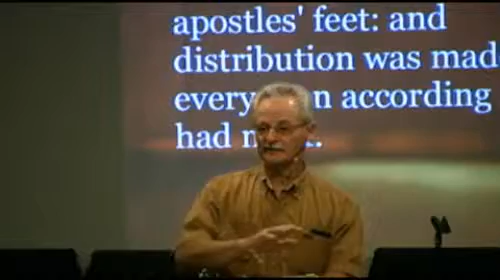 apostles' feet: and
distribution was mad
every according
had